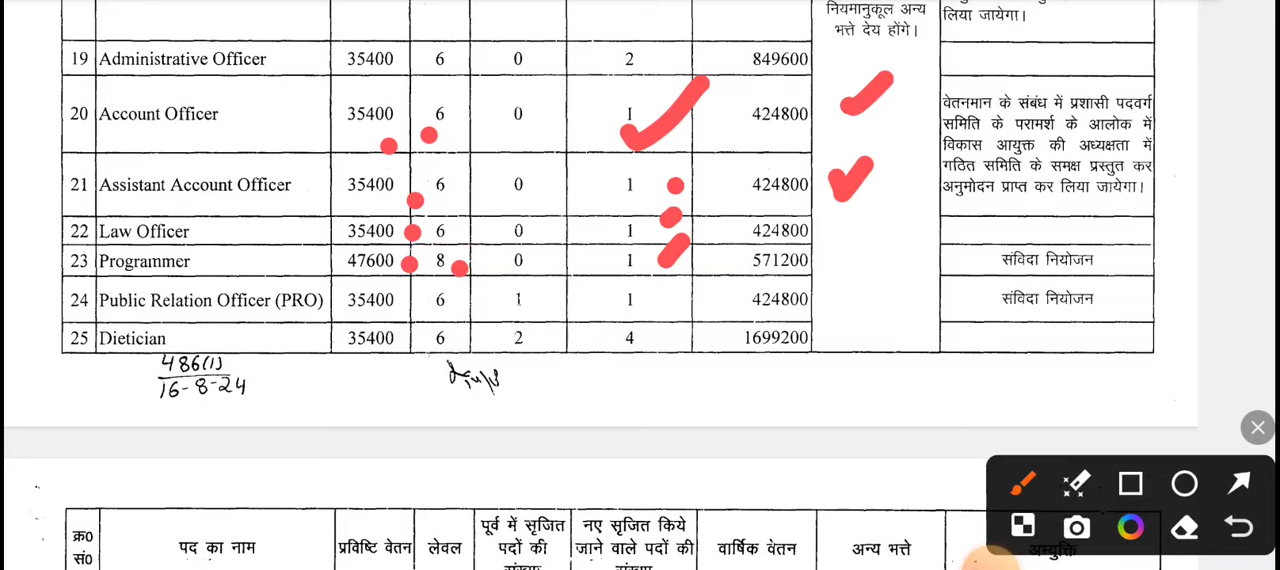 नियमानुकूल अन्य
भत्ते देय होंगे।
लिया जायेगा।
19 Administrative Officer 35400 6 0 2 849600
20 Account Officer 35400 6 0 1 424800
वेतनमान के संबंध में प्रशासी पदवर्ग
समिति के परामर्श के आलोक में
विकास आयुक्त की अध्यक्षता में
गठित समिति के समक्ष प्रस्तुत कर
अनुमोदन प्राप्त कर लिया जायेगा।
21 Assistant Account Officer 35400 6 0 1 424800
22 Law Officer 35400 6 0 1 424800
23 Programmer 47600 8 0 1 571200 संविदा नियोजन
24 Public Relation Officer (PRO) 35400 6 1 1 424800 संविदा नियोजन
25 Dietician 35400 6 2 4 1699200
486(1)
16-8-24
क्र0
सं0
पद का नाम
प्रविष्टि वेतन
लेवल
पूर्व में सृजित
पदों की
संख्या
नए सृजित किये
जाने वाले पदों की
संख्या
वार्षिक वेतन
अन्य भत्ते
अभ्युक्ति